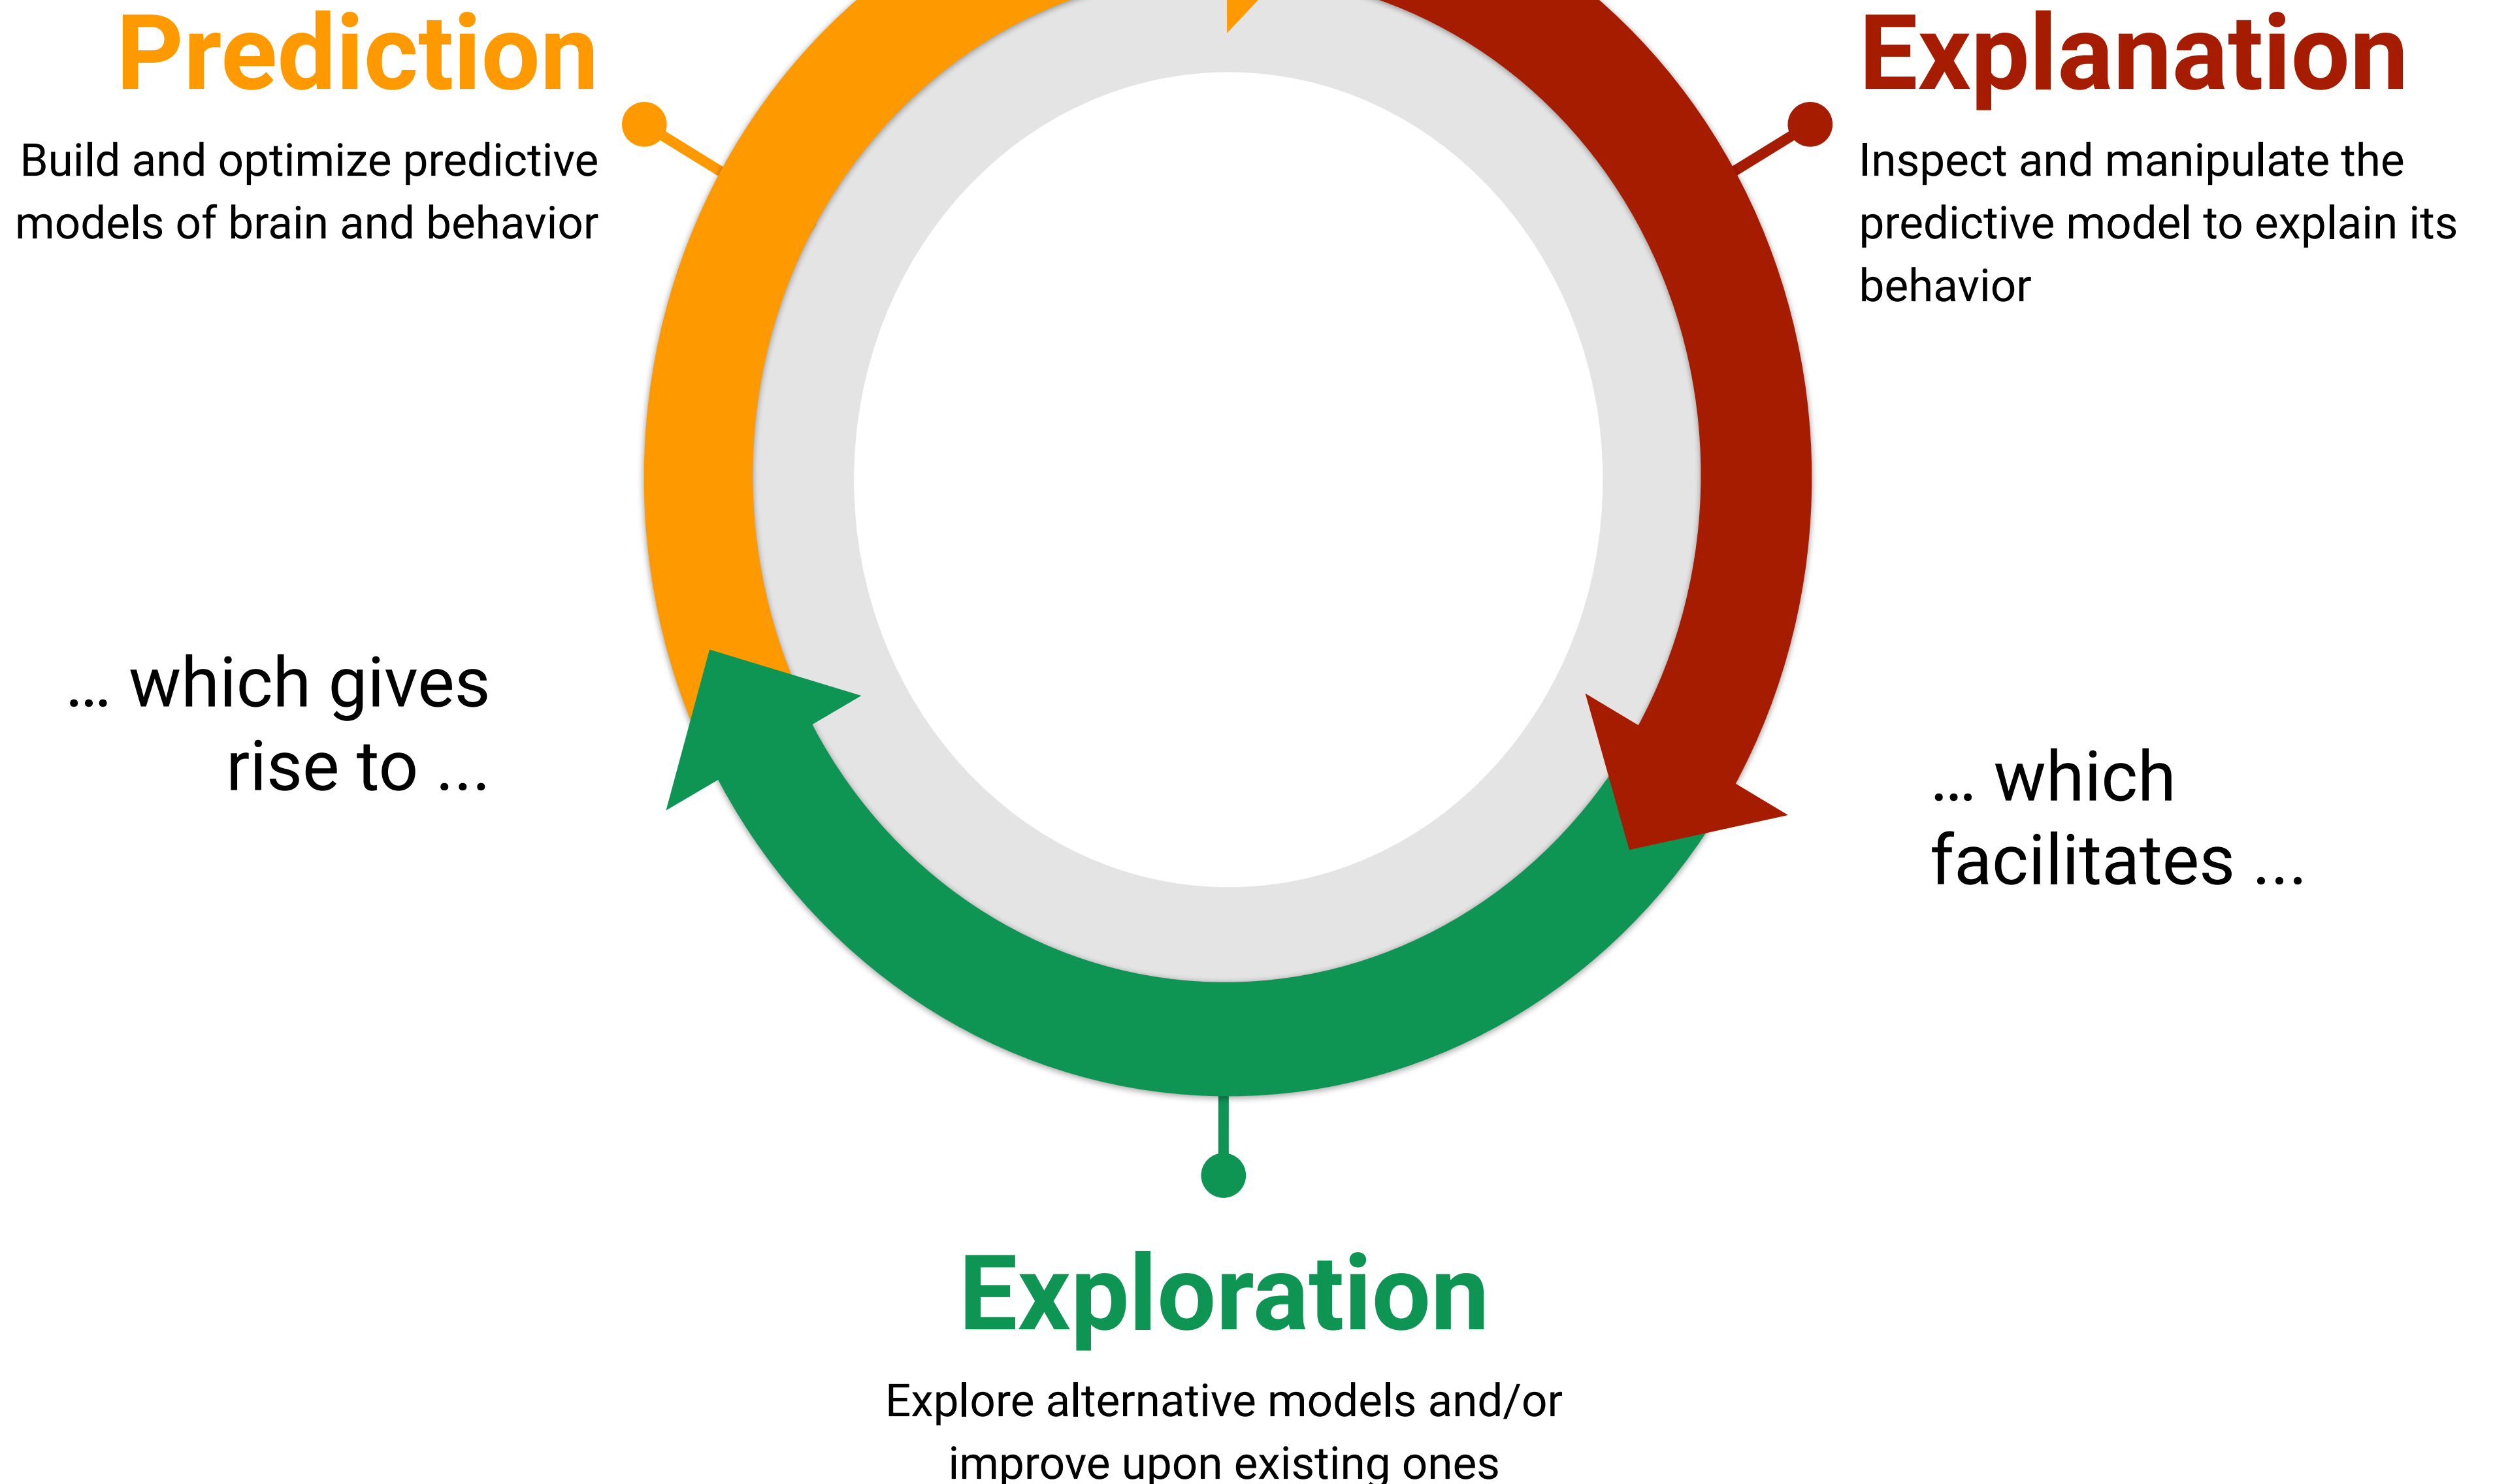 Prediction
Build and optimize predictive
models of brain and behavior
Explanation
Inspect and manipulate the
predictive model to explain its
behavior
... which gives
rise to ...
... which
facilitates ...
Exploration
Explore alternative models and/or
improve upon existing ones